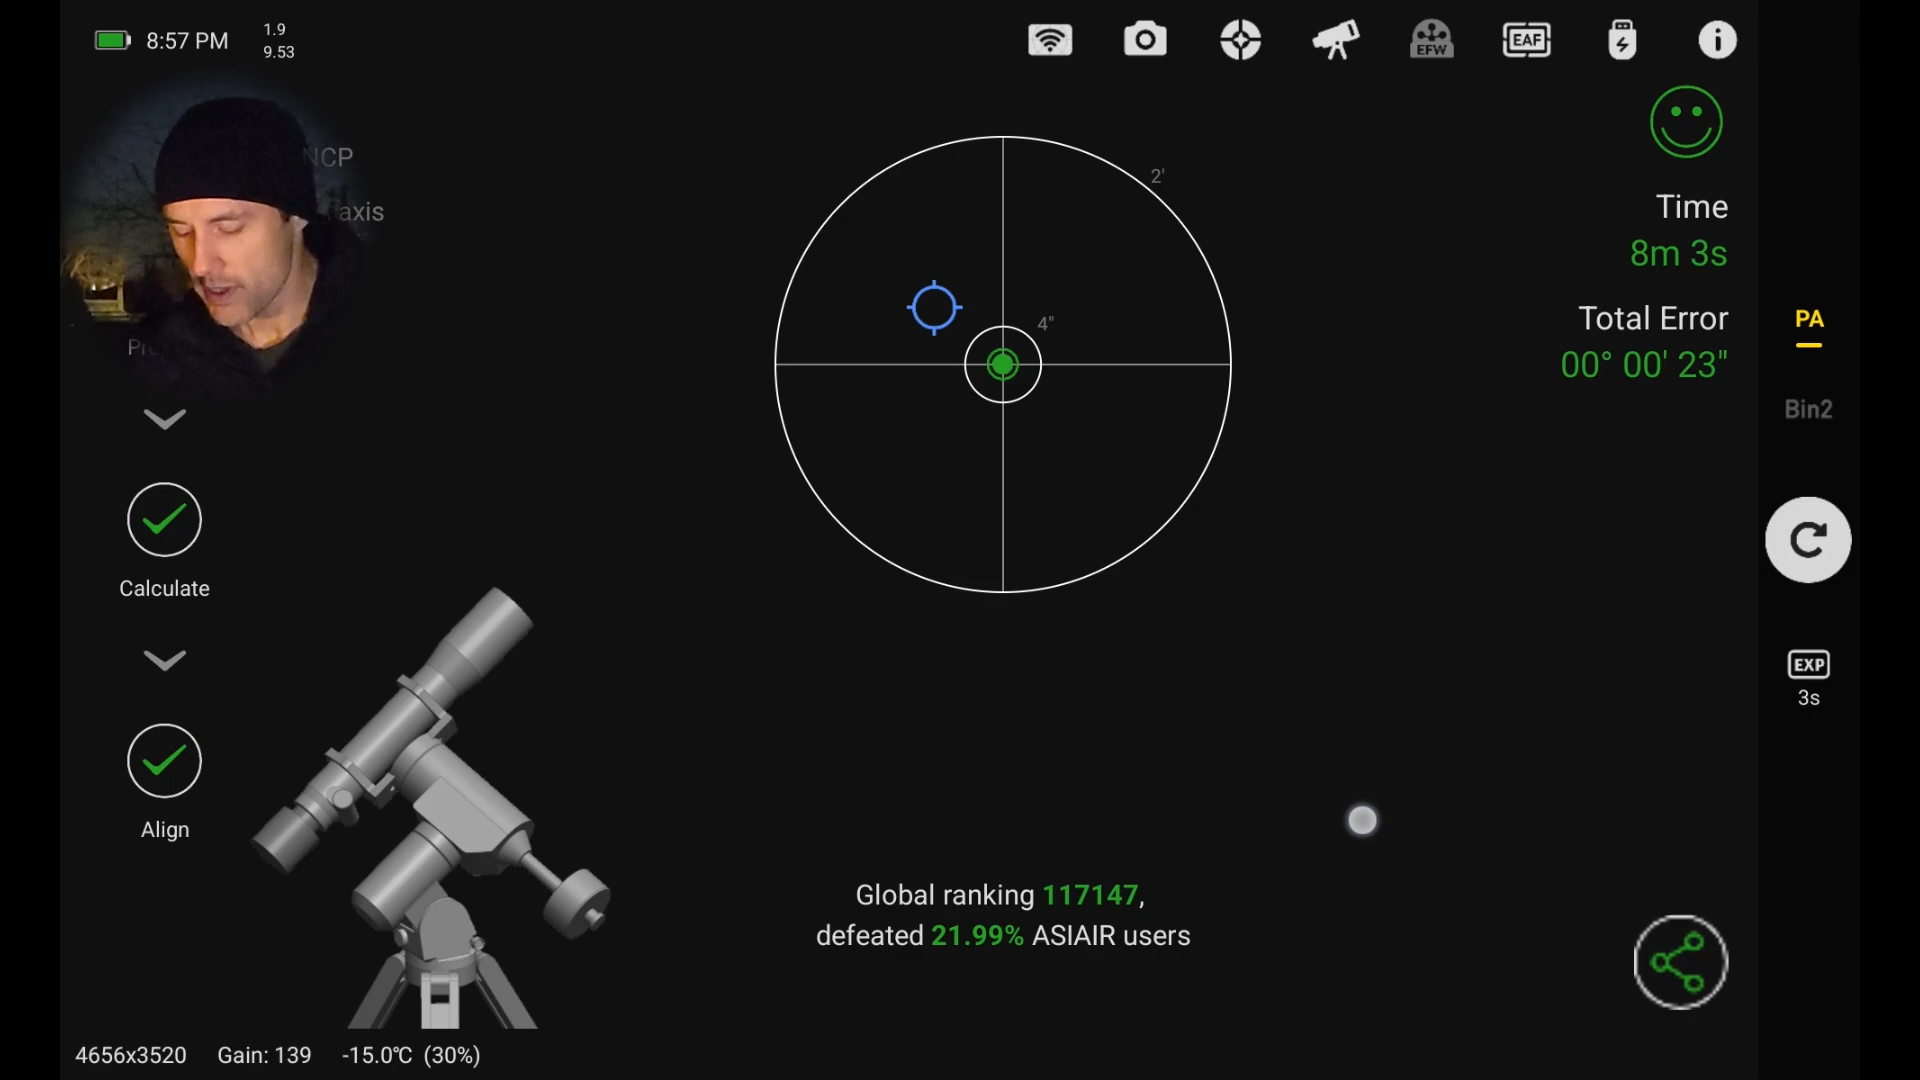 8:57 PM
1.9
9.53
EFW
EAF
NCP
axis
2'
4"
Time
8m 3s
Total Error
00° 00' 23"
PA
Bin2
EXP
3s
Calculate
Align
Global ranking 117147,
defeated 21.99% ASIAIR users
4656x3520 Gain: 139 -15.0℃ (30%)